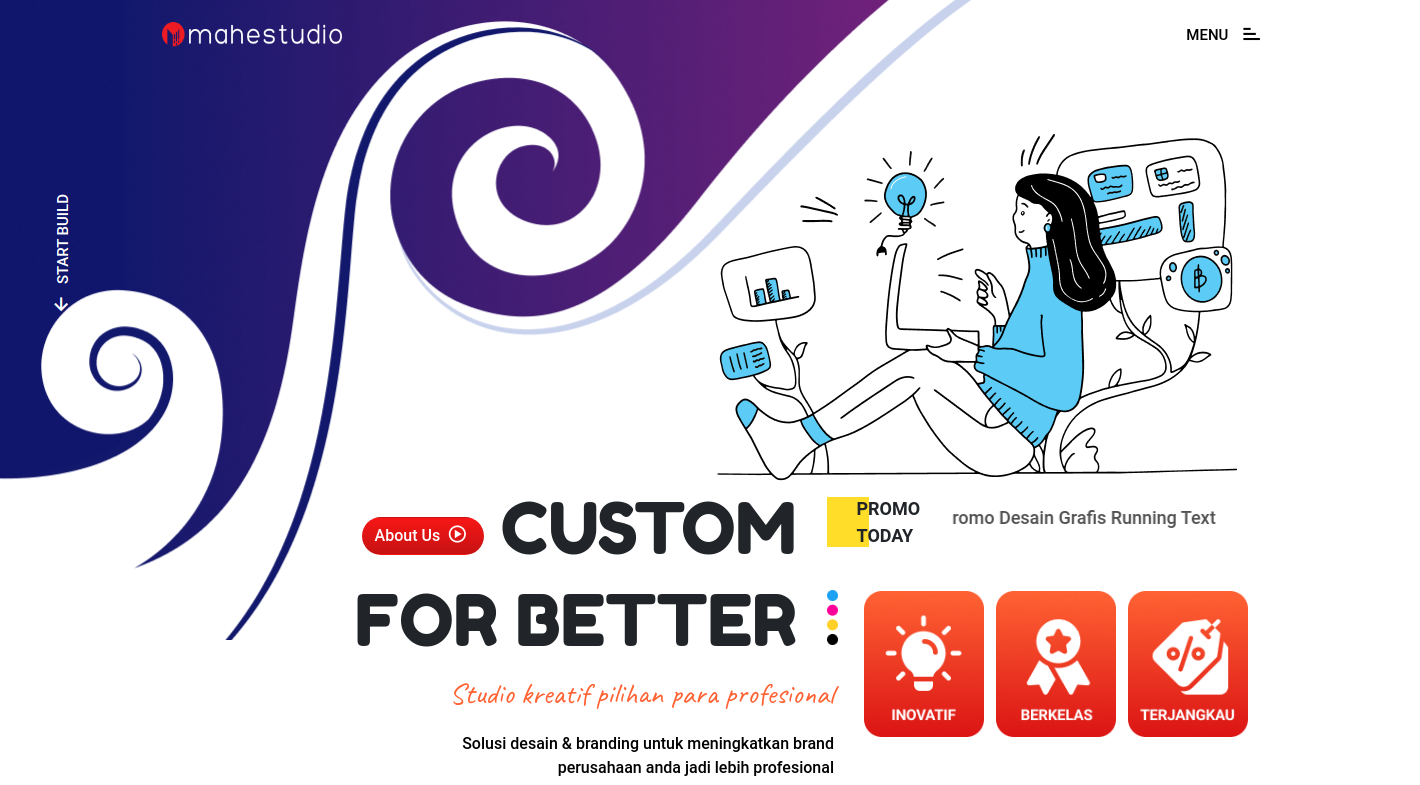 mahestudio
MENU
START BUILD
CUSTOM
About Us
FOR BETTER
PROMO
TODAY
romo Desain Grafis Running Text
Studio kreatif pilihan para profesional
Solusi desain & branding untuk meningkatkan brand
perusahaan anda jadi lebih profesional
INOVATIF
BERKELAS
TERJANGKAU